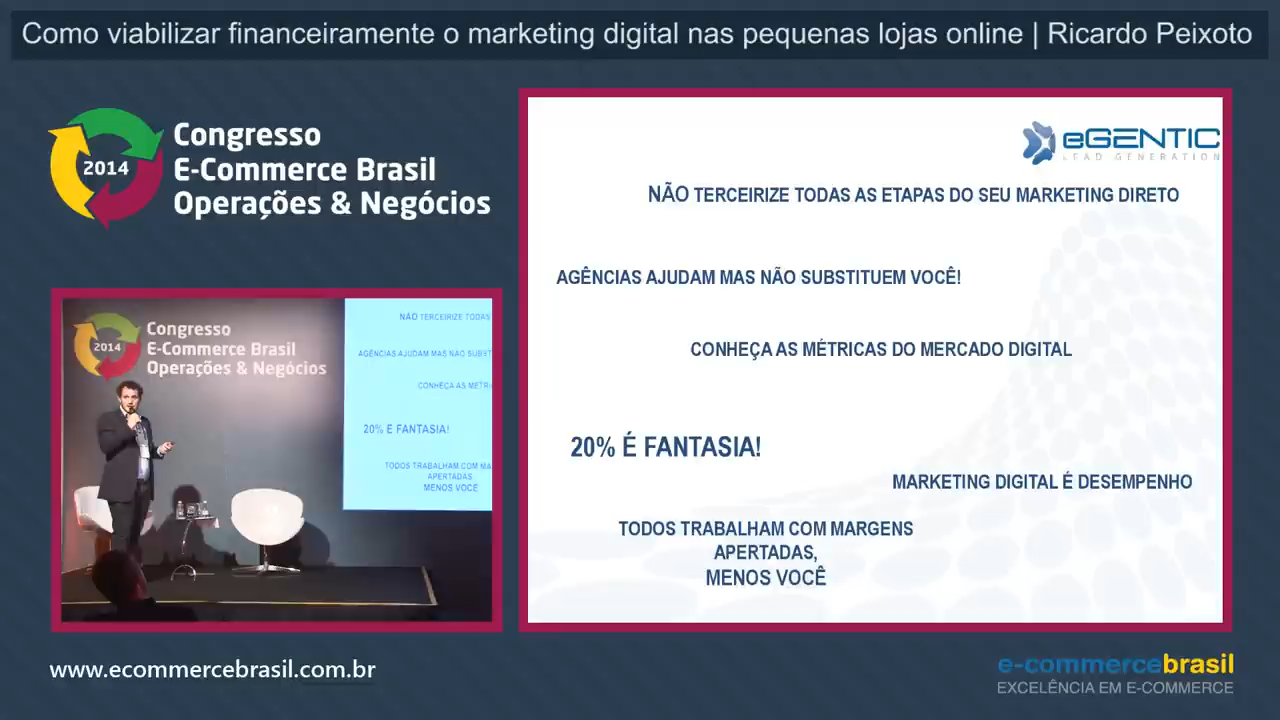 Como viabilizar financeiramente o marketing digital nas pequenas lojas online | Ricardo Peixoto
2014
Congresso
E-Commerce Brasil
Operações & Negócios
eGENTIC
LEAD GENERATION
NÃO TERCEIRIZE TODAS AS ETAPAS DO SEU MARKETING DIRETO
AGÊNCIAS AJUDAM MAS NÃO SUBSTITUEM VOCÊ!
CONHEÇA AS MÉTRICAS DO MERCADO DIGITAL
20% É FANTASIA!
MARKETING DIGITAL É DESEMPENHO
TODOS TRABALHAM COM MARGENS
APERTADAS,
MENOS VOCÊ
2014
Congresso
E-Commerce Brasil
Operações & Negócios
NÃO TERCEIRIZE TODAS
AGÊNCIAS AJUDAM MAS NÃO SUBST
CONHEÇA AS MÉTRI
20% É FANTASIA!
TODOS TRABALHAM COM MA
APERTADAS
MENOS VOCÊ
www.ecommercebrasil.com.br
e-commercebrasil
EXCELÊNCIA EM E-COMMERCE